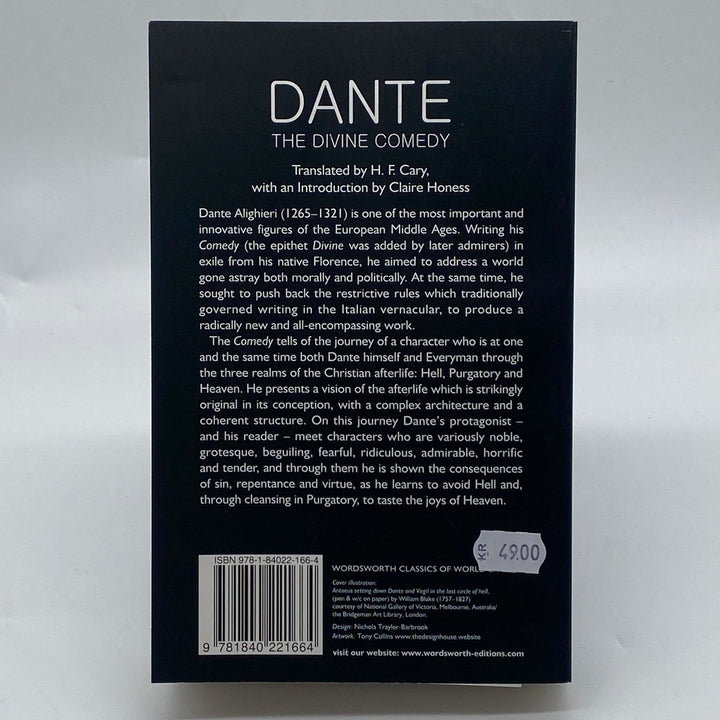 DANTE
THE DIVINE COMEDY
Translated by H. F. Cary,
with an Introduction by Claire Honess
Dante Alighieri (1265–1321) is one of the most important and
innovative figures of the European Middle Ages. Writing his
Comedy (the epithet Divine was added by later admirers) in
exile from his native Florence, he aimed to address a world
gone astray both morally and politically. At the same time, he
sought to push back the restrictive rules which traditionally
governed writing in the Italian vernacular, to produce a
radically new and all-encompassing work.
The Comedy tells of the journey of a character who is at one
and the same time both Dante himself and Everyman through
the three realms of the Christian afterlife: Hell, Purgatory and
Heaven. He presents a vision of the afterlife which is strikingly
original in its conception, with a complex architecture and a
coherent structure. On this journey Dante's protagonist –
and his reader – meet characters who are variously noble,
grotesque, beguiling, fearful, ridiculous, admirable, horrific
and tender, and through them he is shown the consequences
of sin, repentance and virtue, as he learns to avoid Hell and,
through cleansing in Purgatory, to taste the joys of Heaven.
KR 49.00
ISBN 978-1-84022-166-4
9 781840 221664
WORDSWORTH CLASSICS OF WORLD
Cover illustration:
Antaeus setting down Dante and Virgil in the last circle of hell,
(pen & w/c on paper) by William Blake (1757–1827)
courtesy of National Gallery of Victoria, Melbourne, Australia/
the Bridgeman Art Library, London.
Design: Nichola Trayler-Barbrook
Artwork: Tony Collins www.thedesignhouse.website
visit our website: www.wordsworth-editions.com